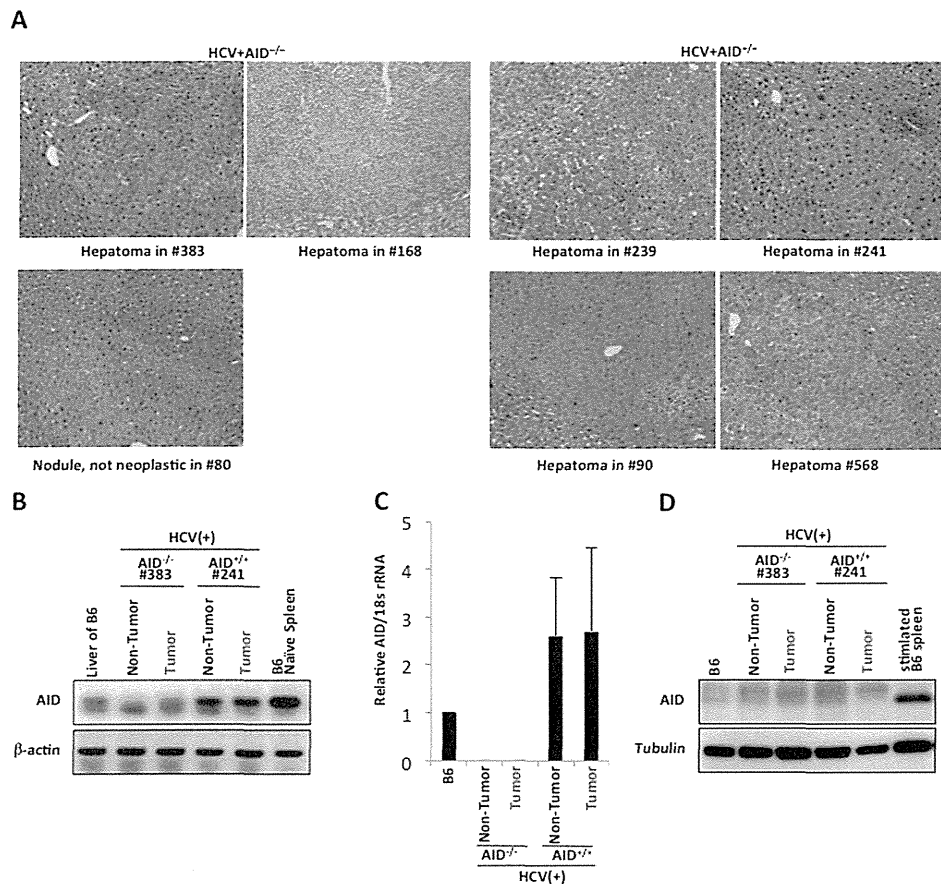 A
HCV+AID-/-
HCV+AID+/-
Hepatoma in #383
Hepatoma in #168
Hepatoma in #239
Hepatoma in #241
Nodule, not neoplastic in #80
Hepatoma in #90
Hepatoma #568
B
HCV(+)
AID-/- #383
AID+/+ #241
Liver of B6
Non-Tumor
Tumor
Non-Tumor
Tumor
B6 Naïve Spleen
AID
β-actin
C
Relative AID/18s rRNA
5
4
3
2
1
0
B6
Non-Tumor
Tumor
Non-Tumor
Tumor
AID-/-
AID+/+
HCV(+)
D
HCV(+)
AID-/- #383
AID+/+ #241
B6
Non-Tumor
Tumor
Non-Tumor
Tumor
stimlated B6 spleen
AID
Tubulin